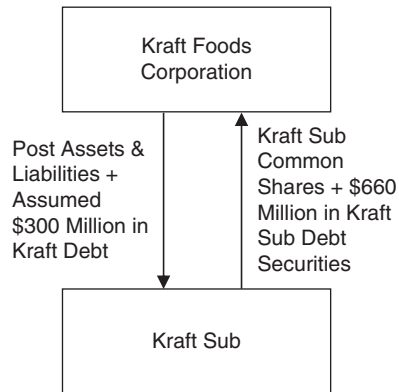 Kraft Foods
Corporation
Post Assets &
Liabilities +
Assumed
$300 Million in
Kraft Debt
Kraft Sub
Common
Shares + $660
Million in Kraft
Sub Debt
Securities
Kraft Sub